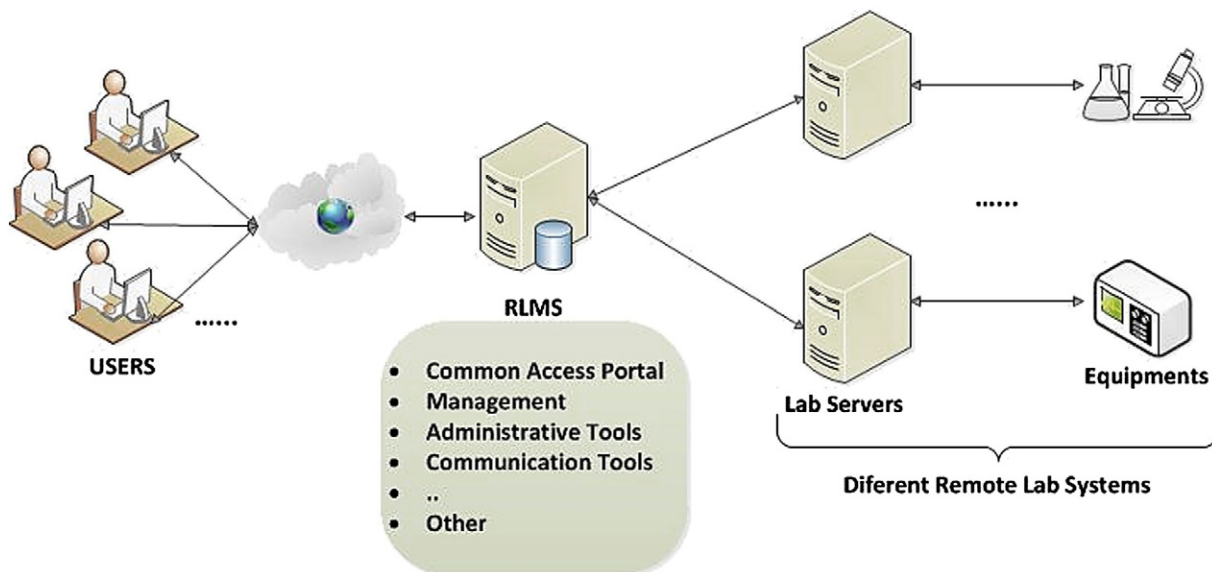 ......
......
USERS
RLMS
• Common Access Portal
• Management
• Administrative Tools
• Communication Tools
• ..
• Other
Lab Servers
Equipments
Diferent Remote Lab Systems